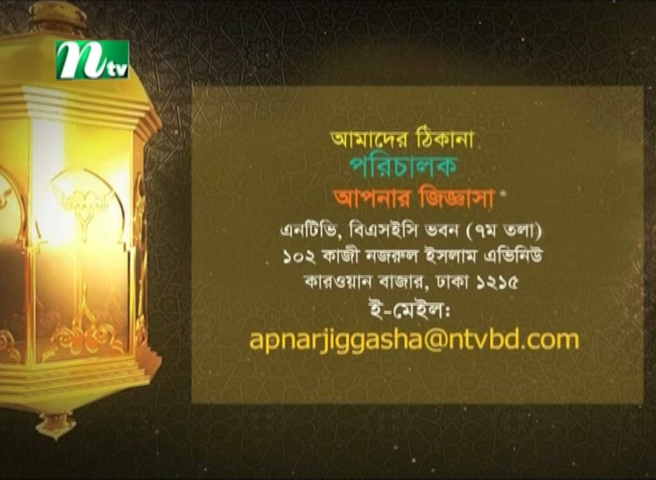 ntv
আমাদের ঠিকানা
পরিচালক
আপনার জিজ্ঞাসা
এনটিভি, বিএসইসি ভবন (৭ম তলা)
১০২ কাজী নজরুল ইসলাম এভিনিউ
কারওয়ান বাজার, ঢাকা ১২১৫
ই-মেইল:
apnarjiggasha@ntvbd.com